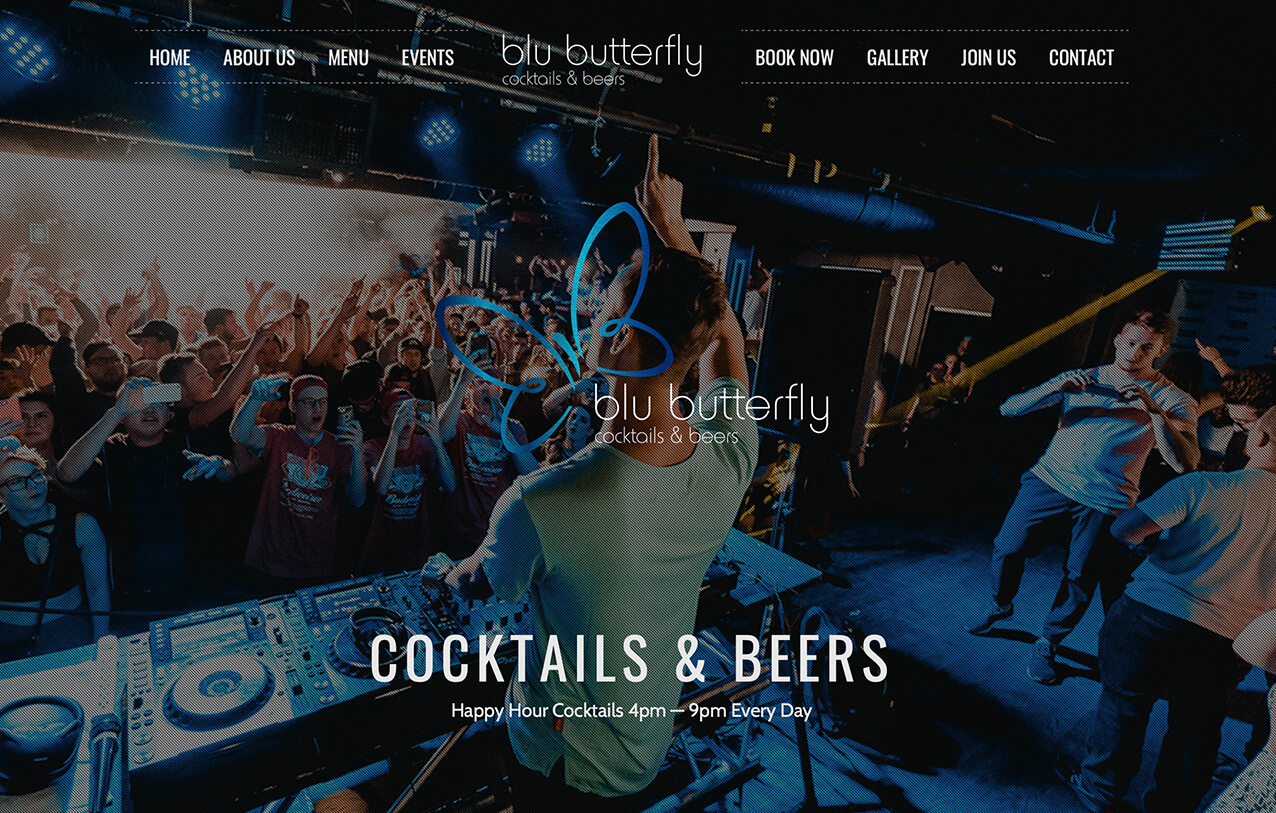 HOME ABOUT US MENU EVENTS blu butterfly BOOK NOW GALLERY JOIN US CONTACT
cocktails & beers
blu butterfly
cocktails & beers
COCKTAILS & BEERS
Happy Hour Cocktails 4pm — 9pm Every Day